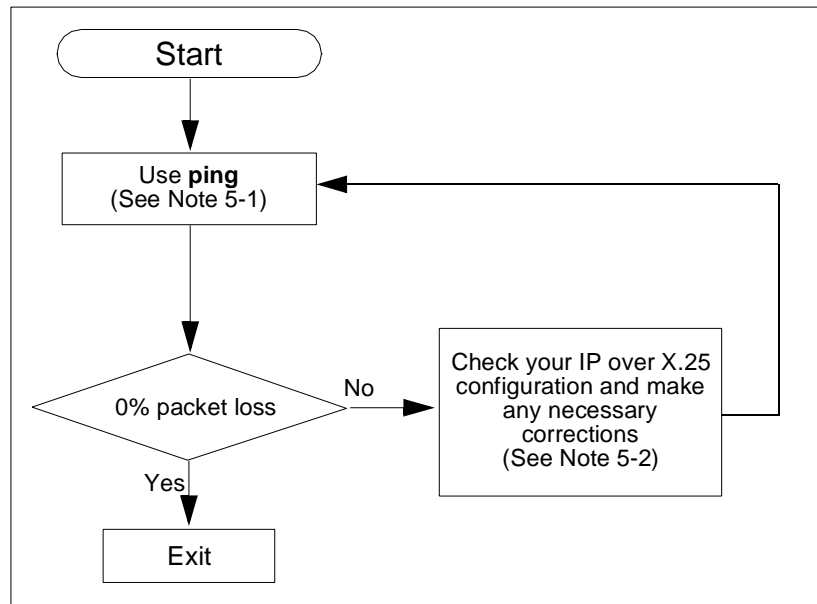 Start
Use ping
(See Note 5-1)
0% packet loss
No
Check your IP over X.25
configuration and make
any necessary
corrections
(See Note 5-2)
Yes
Exit